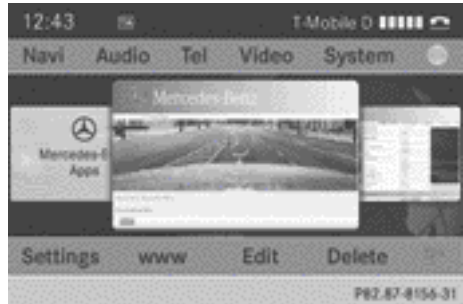 12:43 T-Mobile D
Navi Audio Tel Video System
Mercedes-Benz
Mercedes-B
Apps
Settings www Edit Delete
P82.87-8156-31